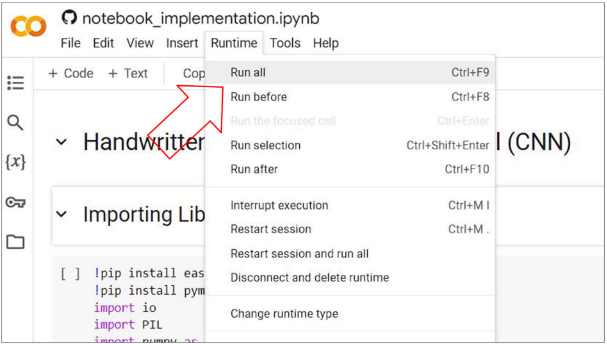 notebook_implementation.ipynb
File Edit View Insert Runtime Tools Help
+ Code + Text Cop
Run all Ctrl+F9
Run before Ctrl+F8
Run the focused cell Ctrl+Enter
Handwritten l (CNN)
Run selection Ctrl+Shift+Enter
Run after Ctrl+F10
{x}
Interrupt execution Ctrl+M I
Importing Lib
Restart session Ctrl+M .
Restart session and run all
[ ] !pip install eas
Disconnect and delete runtime
!pip install pym
import io
Change runtime type
import PIL
import numpy as